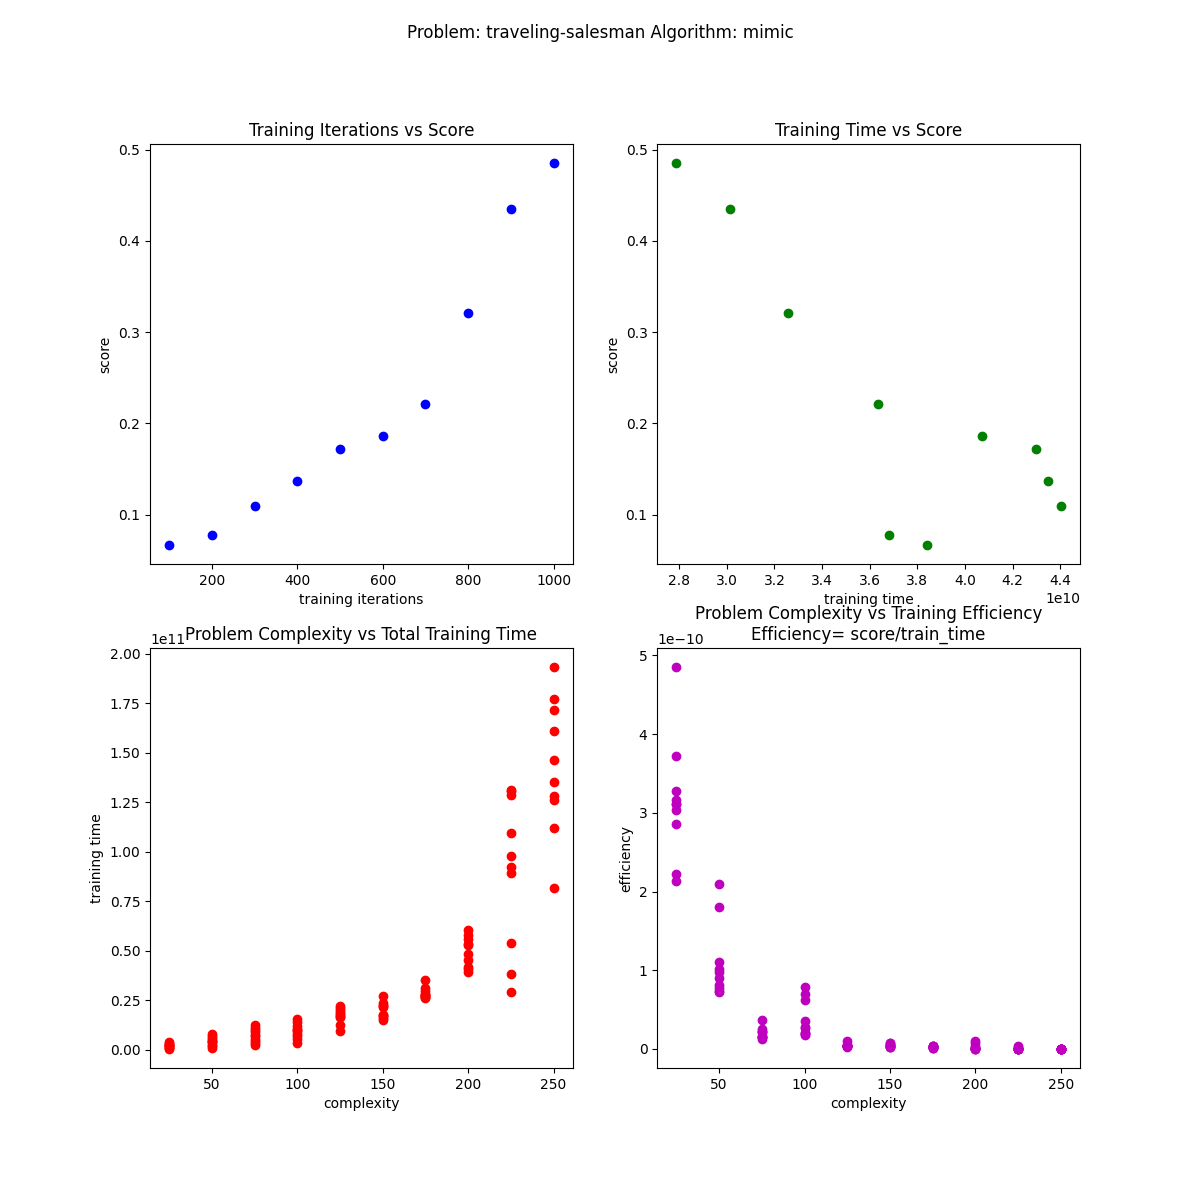 Problem: traveling-salesman Algorithm: mimic
Training Iterations vs Score
0.5
0.4
0.3
0.2
0.1
score
200 400 600 800 1000
training iterations
Training Time vs Score
0.5
0.4
0.3
0.2
0.1
score
2.8 3.0 3.2 3.4 3.6 3.8 4.0 4.2 4.4
training time
1e10
Problem Complexity vs Total Training Time
1e11
2.00
1.75
1.50
1.25
1.00
0.75
0.50
0.25
0.00
training time
50 100 150 200 250
complexity
Problem Complexity vs Training Efficiency
Efficiency= score/train_time
1e−10
5
4
3
2
1
0
efficiency
50 100 150 200 250
complexity